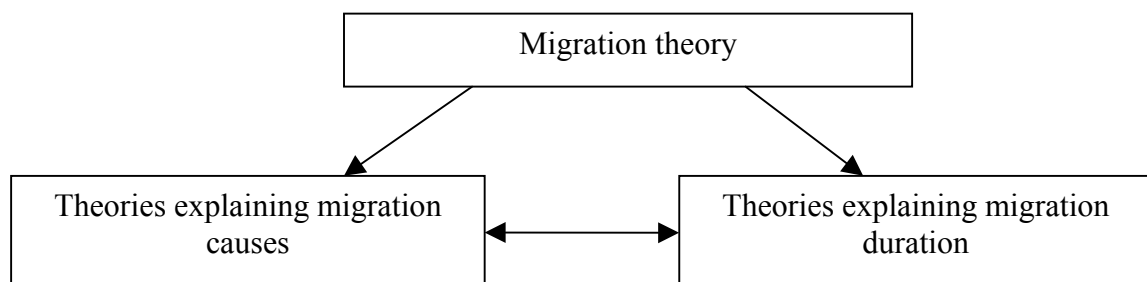 Migration theory
Theories explaining migration
causes
Theories explaining migration
duration